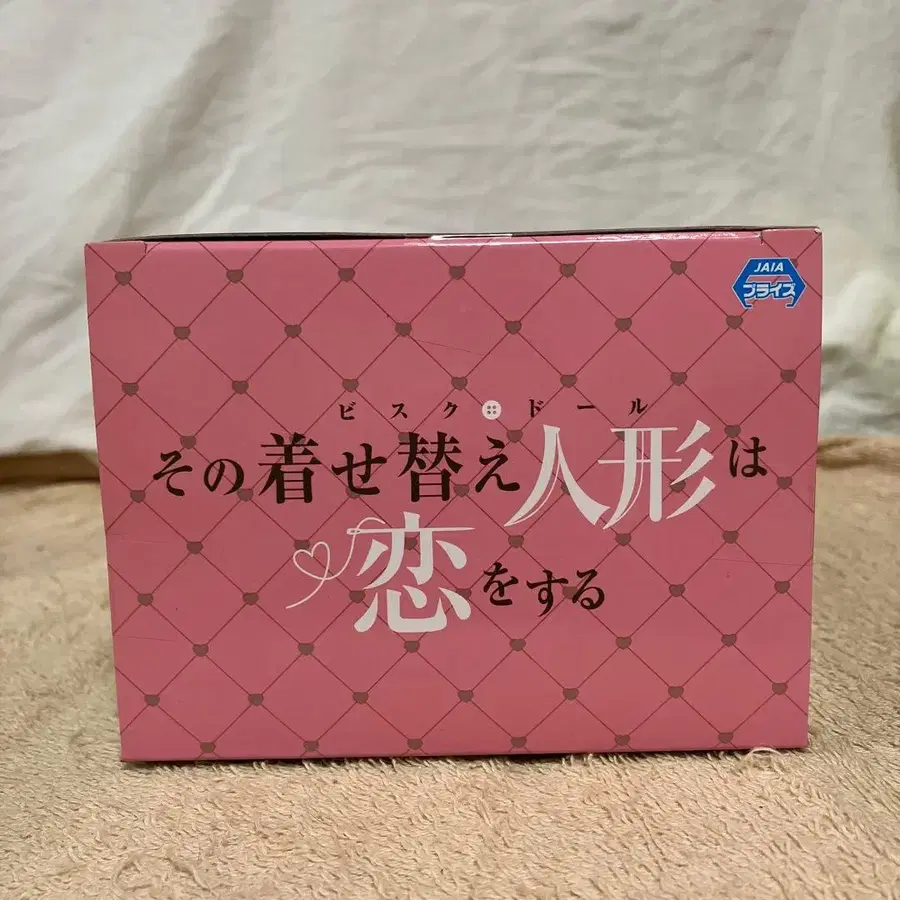 JAIA
プライズ
ビスク・ドール
その着せ替え人形は
恋をする